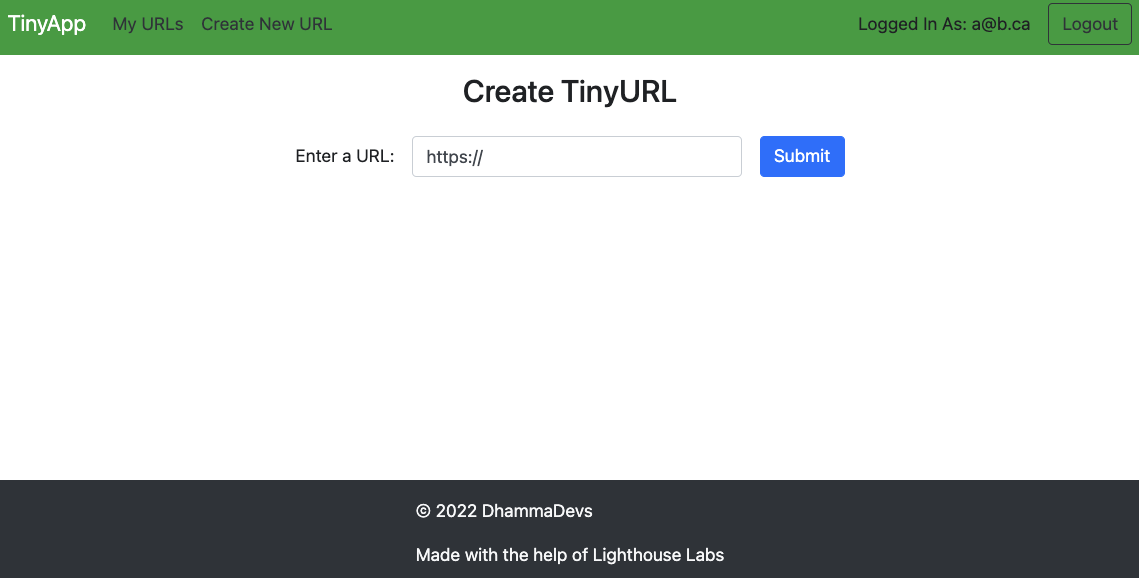 TinyApp My URLs Create New URL Logged In As: a@b.ca Logout
Create TinyURL
Enter a URL: https:// Submit
© 2022 DhammaDevs
Made with the help of Lighthouse Labs